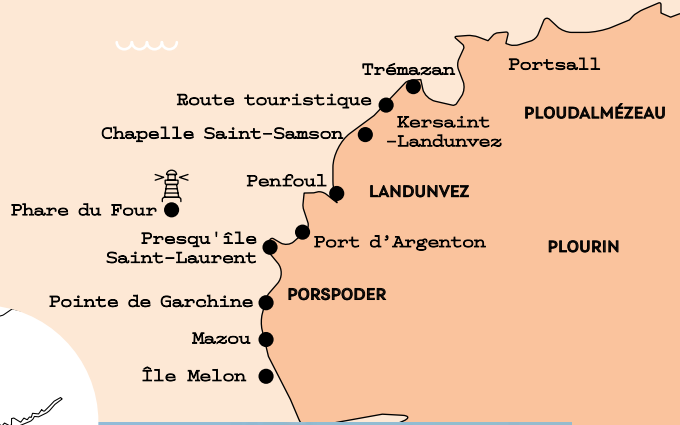 Portsall
Trémazan
Route touristique
PLOUDALMÉZEAU
Kersaint
-Landunvez
Chapelle Saint-Samson
Penfoul
LANDUNVEZ
Phare du Four
Presqu'île
Saint-Laurent
Port d’Argenton
PLOURIN
PORSPODER
Pointe de Garchine
Mazou
Île Melon